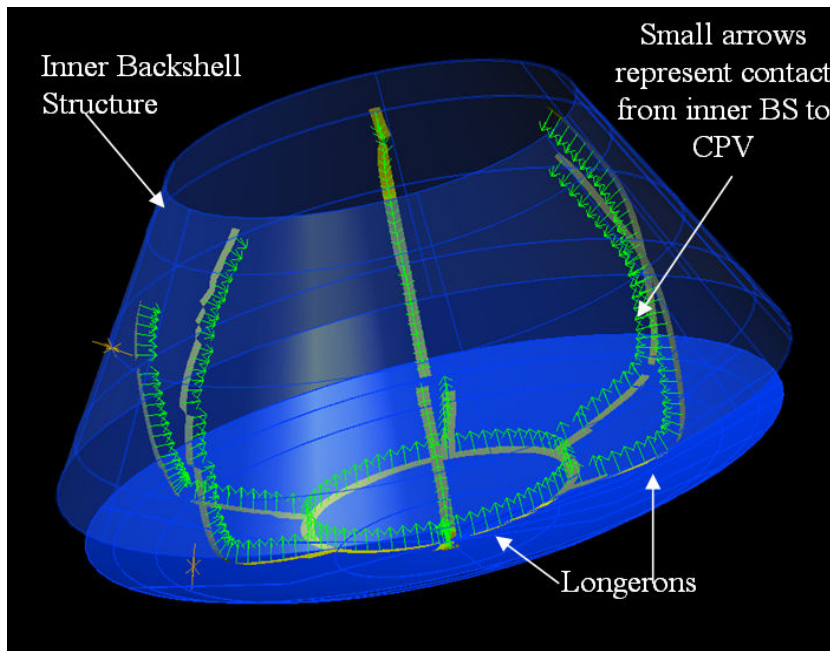 Inner Backshell
Structure
Small arrows
represent contact
from inner BS to
CPV
Longerons